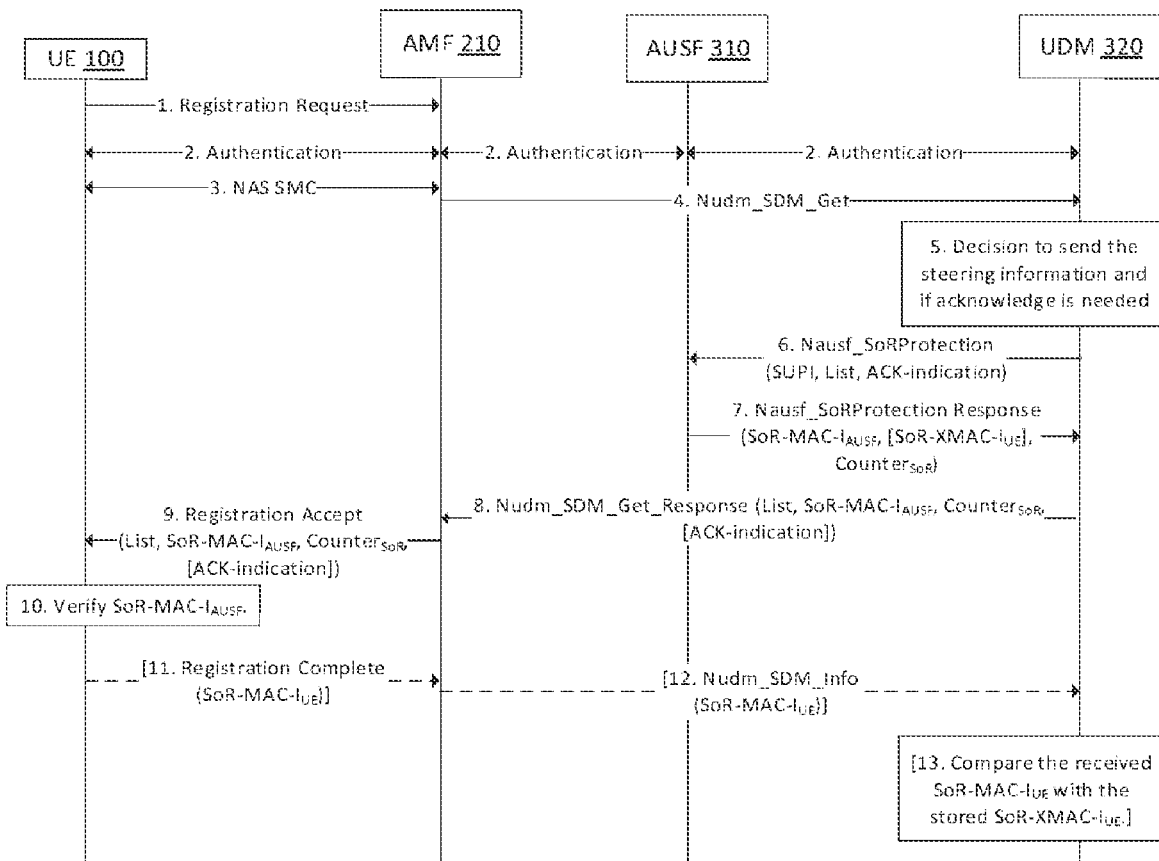 UE 100
AMF 210
AUSF 310
UDM 320
1. Registration Request
2. Authentication
2. Authentication
2. Authentication
3. NAS SMC
4. Nudm_SDM_Get
5. Decision to send the
steering information and
if acknowledge is needed
6. Nausf_SoRProtection
(SUPI, List, ACK-indication)
7. Nausf_SoRProtection Response
(SoR-MAC-IAUSF, [SoR-XMAC-IUE],
CounterSoR)
8. Nudm_SDM_Get_Response (List, SoR-MAC-IAUSF, CounterSoR,
[ACK-indication])
9. Registration Accept
(List, SoR-MAC-IAUSF, CounterSoR,
[ACK-indication])
10. Verify SoR-MAC-IAUSF.
[11. Registration Complete
(SoR-MAC-IUE)]
[12. Nudm_SDM_Info
(SoR-MAC-IUE)]
[13. Compare the received
SoR-MAC-IUE with the
stored SoR-XMAC-IUE.]